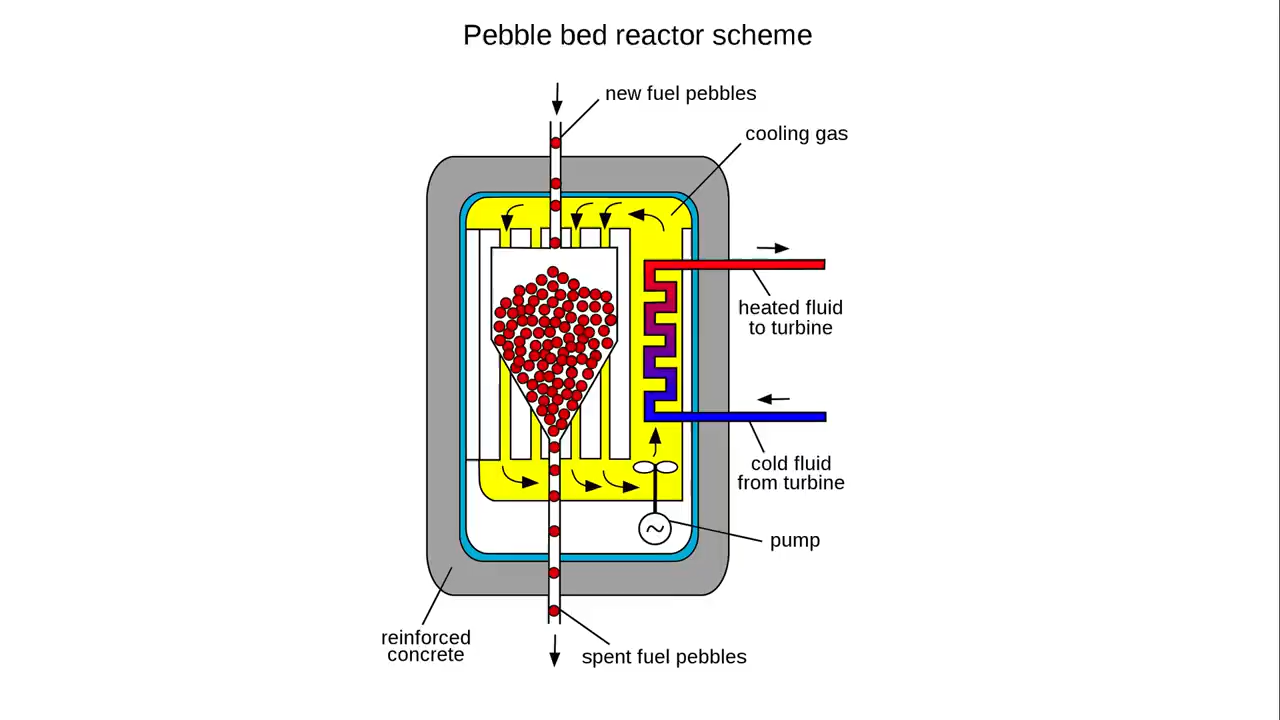 Pebble bed reactor scheme
new fuel pebbles
cooling gas
heated fluid
to turbine
cold fluid
from turbine
pump
reinforced
concrete
spent fuel pebbles